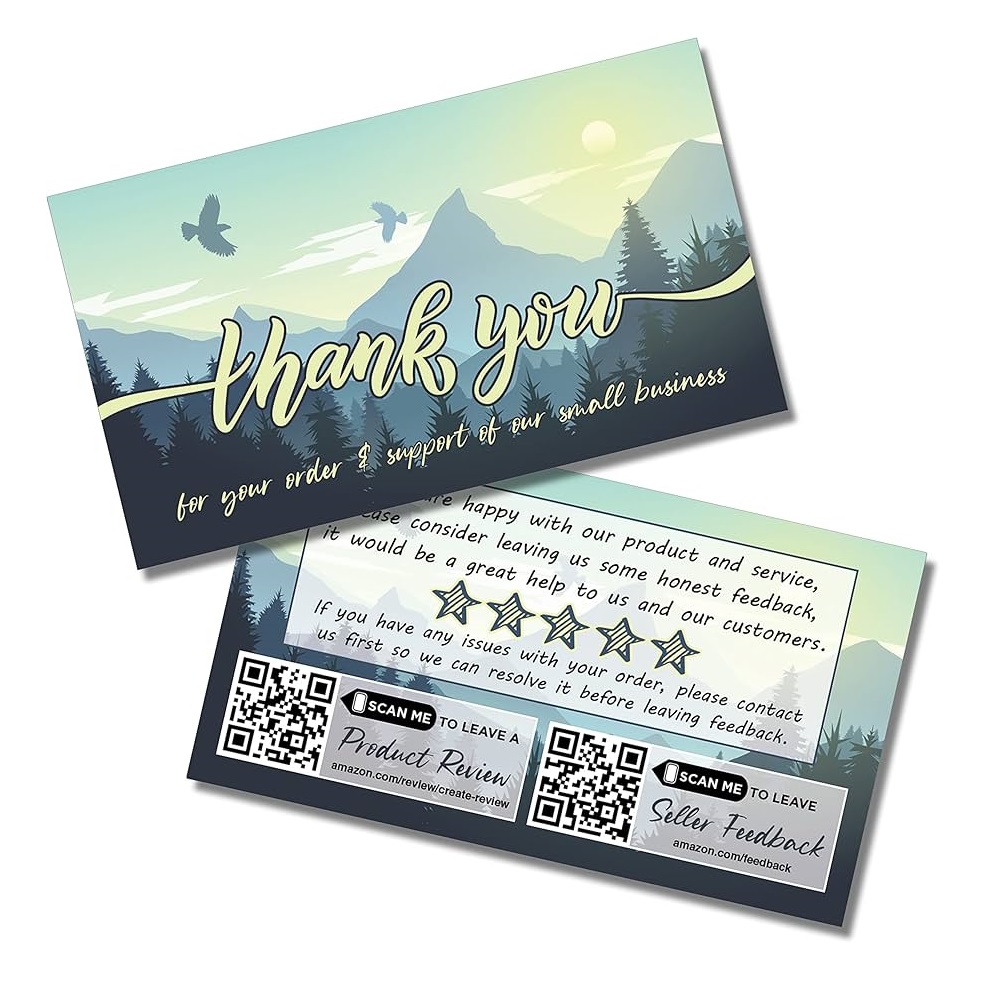 thank you
for your order & support of our small business
are happy with our product and service,
please consider leaving us some honest feedback,
it would be a great help to us and our customers.
If you have any issues with your order, please contact
us first so we can resolve it before leaving feedback.
SCAN ME TO LEAVE A
Product Review
amazon.com/review/create-review
SCAN ME TO LEAVE
Seller Feedback
amazon.com/feedback